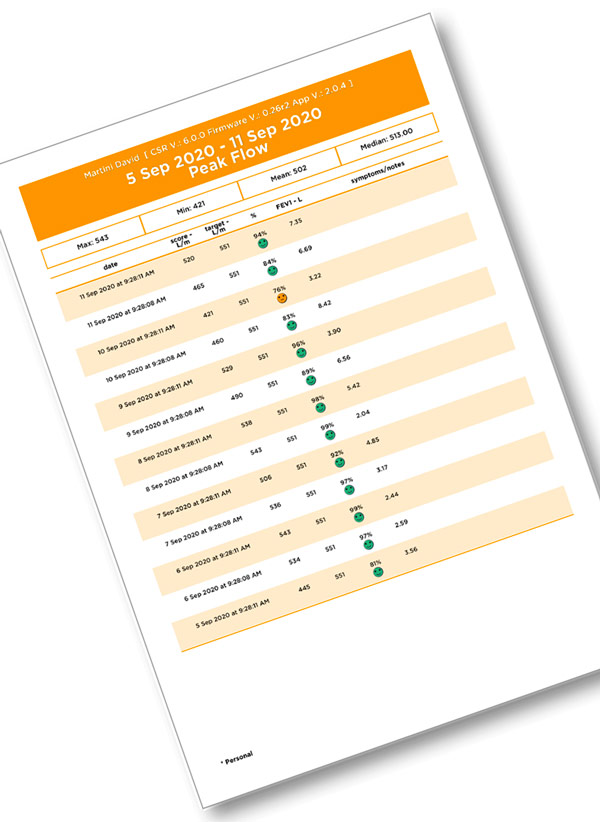 Martini David [ CSR V.: 6.0.0 Firmware V.: 0.26r2 App V.: 2.0.4 ]
5 Sep 2020 - 11 Sep 2020
Peak Flow
Max: 543 Min: 421 Mean: 502 Median: 513.00
date score - L/m target - L/m % FEV1 - L symptoms/notes
11 Sep 2020 at 9:28:11 AM 520 551 94% 7.35
11 Sep 2020 at 9:28:08 AM 465 551 84% 6.69
10 Sep 2020 at 9:28:11 AM 421 551 76% 3.22
10 Sep 2020 at 9:28:08 AM 460 551 83% 8.42
9 Sep 2020 at 9:28:11 AM 529 551 96% 3.90
9 Sep 2020 at 9:28:08 AM 490 551 89% 6.56
8 Sep 2020 at 9:28:11 AM 538 551 98% 5.42
8 Sep 2020 at 9:28:08 AM 543 551 99% 2.04
7 Sep 2020 at 9:28:11 AM 506 551 92% 4.85
7 Sep 2020 at 9:28:08 AM 536 551 97% 3.17
6 Sep 2020 at 9:28:11 AM 543 551 99% 2.44
6 Sep 2020 at 9:28:08 AM 534 551 97% 2.59
5 Sep 2020 at 9:28:11 AM 445 551 81% 3.56
* Personal